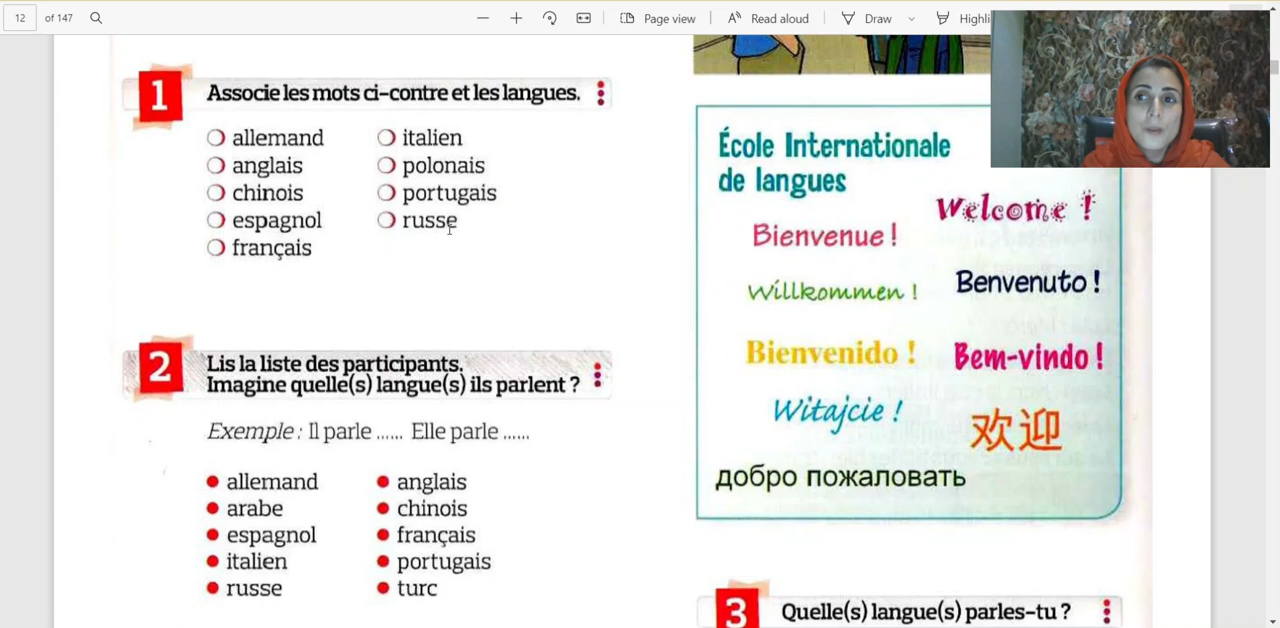 12 of 147 Page view Read aloud Draw Highli
1 Associe les mots ci-contre et les langues.
allemand
anglais
chinois
espagnol
français
italien
polonais
portugais
russe
2 Lis la liste des participants.
Imagine quelle(s) langue(s) ils parlent ?
Exemple : Il parle ...... Elle parle ......
allemand
arabe
espagnol
italien
russe
anglais
chinois
français
portugais
turc
École Internationale
de langues
Welcome !
Bienvenue !
Willkommen !
Benvenuto !
Bienvenido !
Bem-vindo !
Witajcie !
欢迎
добро пожаловать
3 Quelle(s) langue(s) parles-tu ?